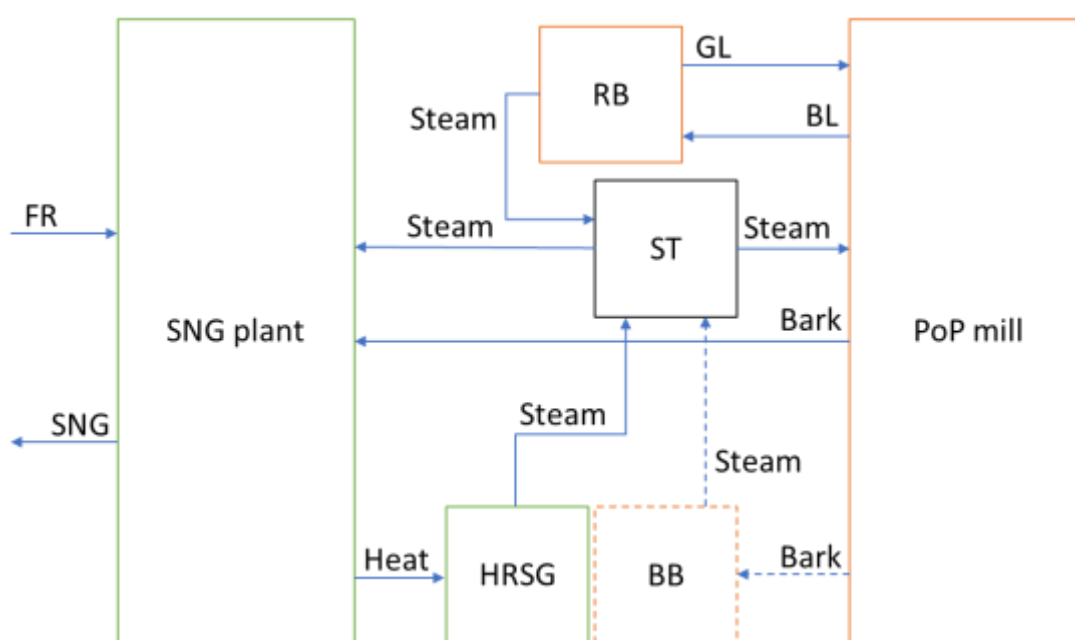 GL
RB
Steam
BL
FR
Steam
ST
Steam
SNG plant
Bark
PoP mill
SNG
Steam
Steam
Heat
HRSG
BB
Bark